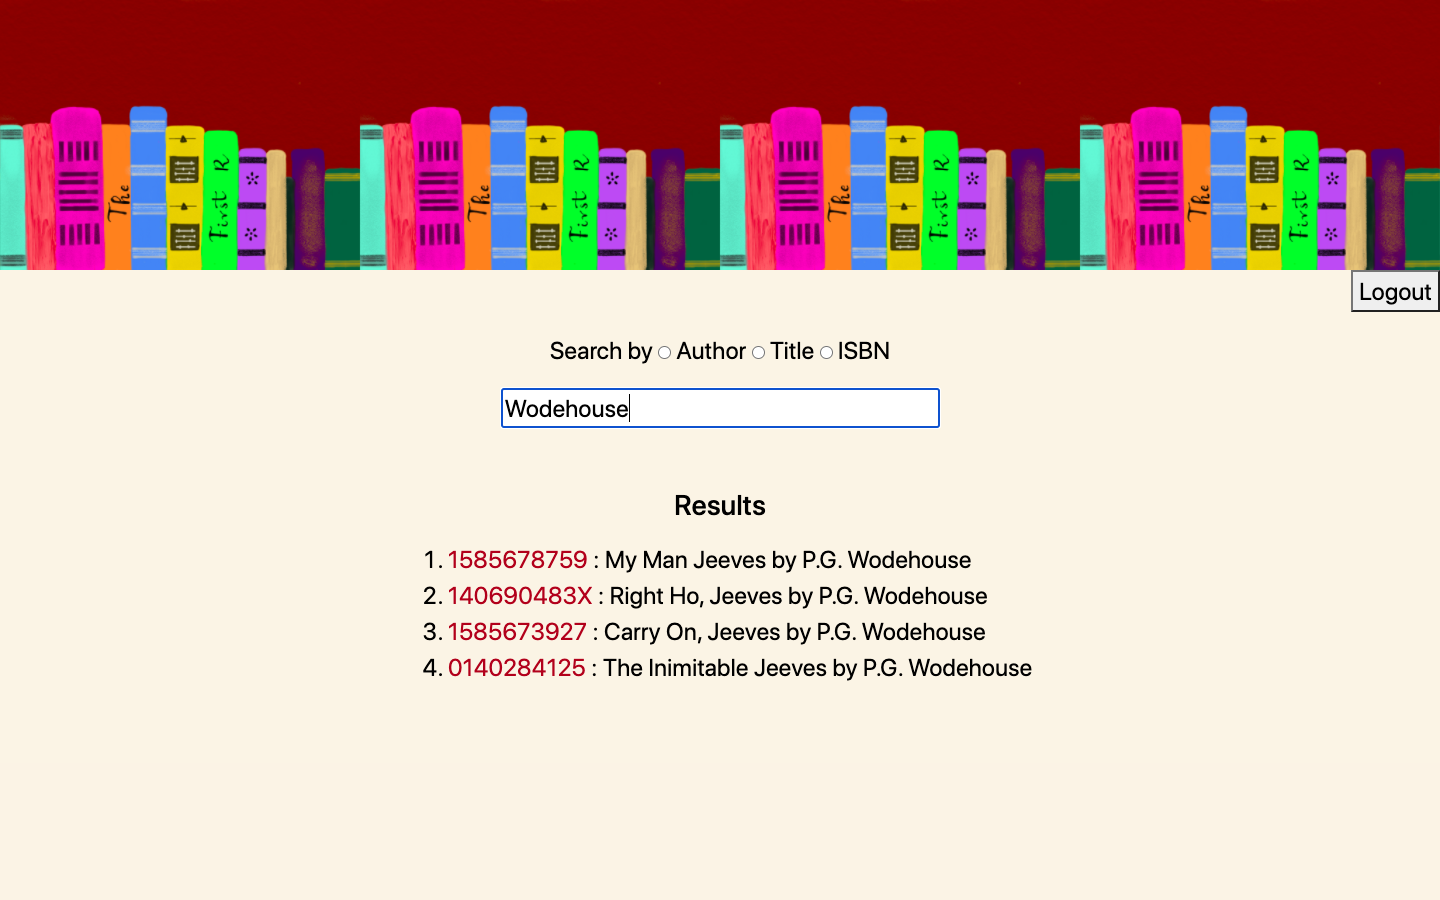 The First R The First R The First R The First R
Logout
Search by Author Title ISBN
Wodehouse
Results
1. 1585678759 : My Man Jeeves by P.G. Wodehouse
2. 140690483X : Right Ho, Jeeves by P.G. Wodehouse
3. 1585673927 : Carry On, Jeeves by P.G. Wodehouse
4. 0140284125 : The Inimitable Jeeves by P.G. Wodehouse